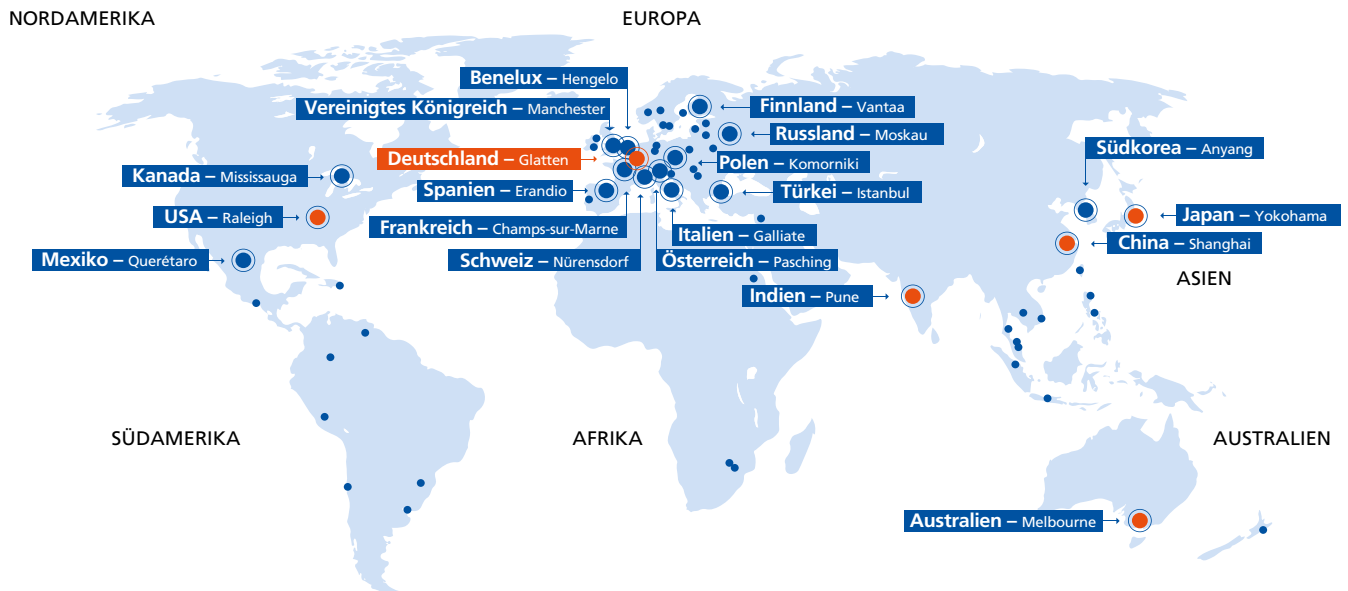 NORDAMERIKA
EUROPA
Benelux – Hengelo
Vereinigtes Königreich – Manchester
Finnland – Vantaa
Russland – Moskau
Südkorea – Anyang
Deutschland – Glatten
Polen – Komorniki
Kanada – Mississauga
Spanien – Erandio
Türkei – Istanbul
USA – Raleigh
Japan – Yokohama
Frankreich – Champs-sur-Marne
Italien – Galliate
China – Shanghai
Mexiko – Querétaro
Schweiz – Nürensdorf
Österreich – Pasching
ASIEN
Indien – Pune
SÜDAMERIKA
AFRIKA
AUSTRALIEN
Australien – Melbourne